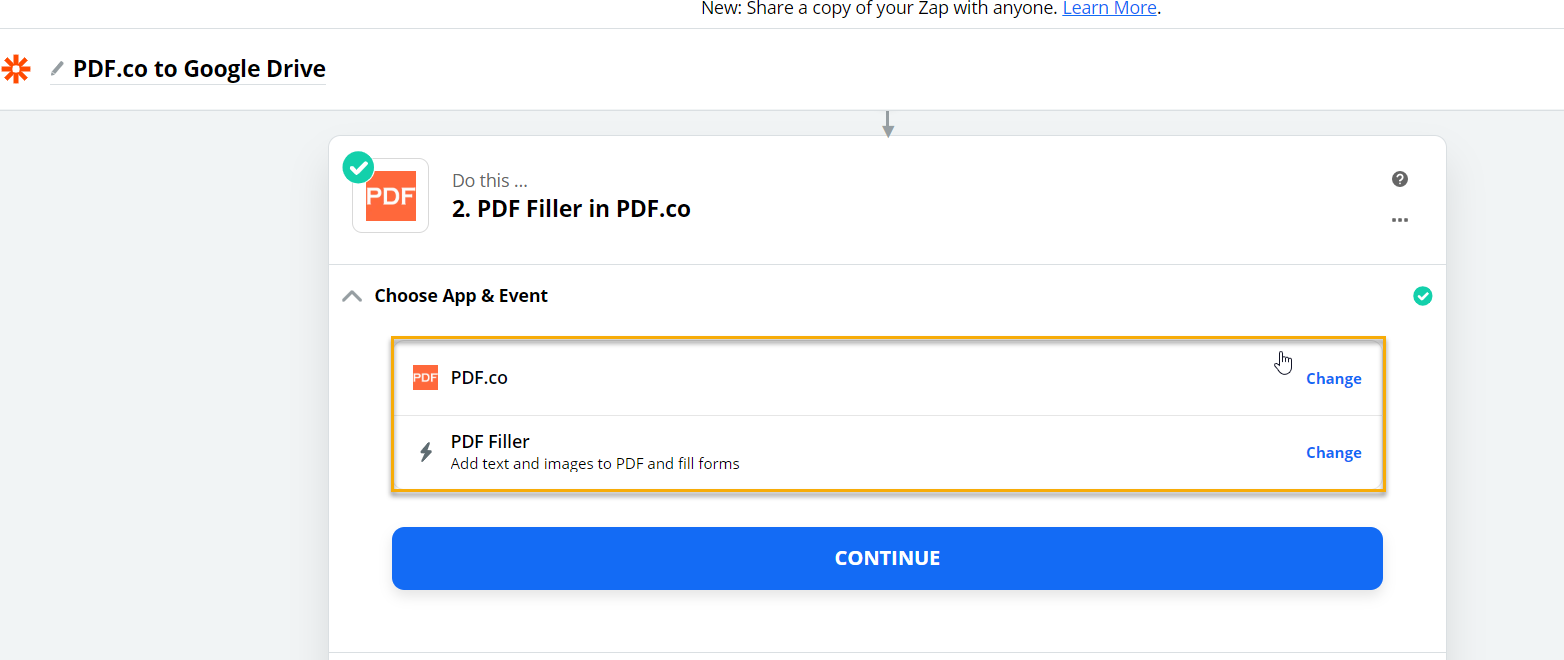 New: Share a copy of your Zap with anyone. Learn More.
PDF.co to Google Drive
PDF
Do this ...
2. PDF Filler in PDF.co
Choose App & Event
PDF
PDF.co
Change
PDF Filler
Add text and images to PDF and fill forms
Change
CONTINUE